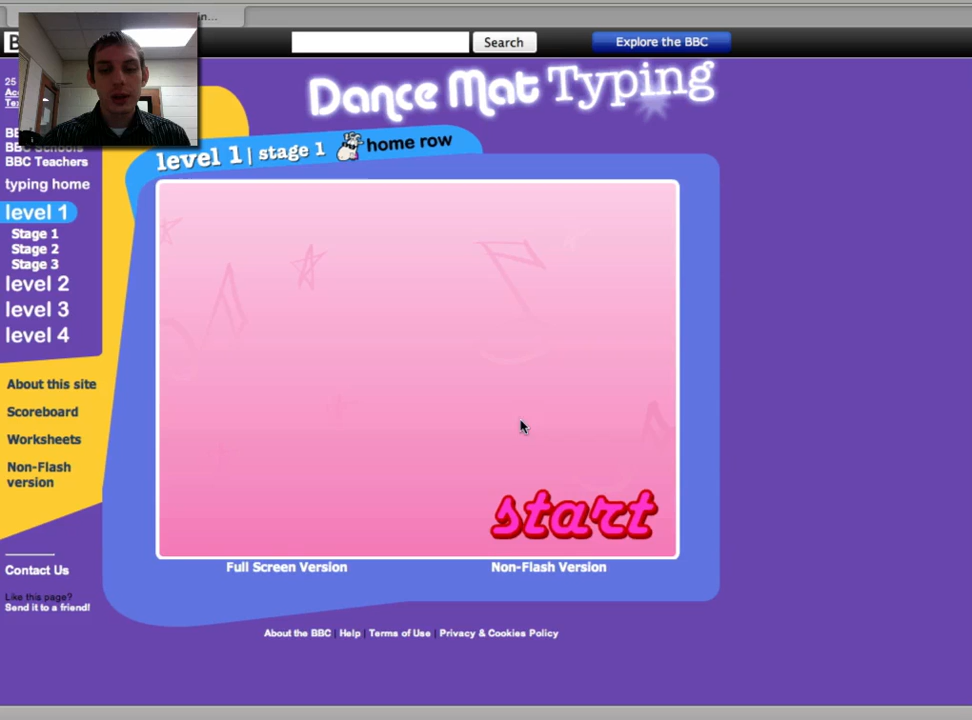 n...
B
Search
Explore the BBC
Dance Mat Typing
25
level 1 | stage 1 home row
BBC Schools
BBC Teachers
typing home
level 1
Stage 1
Stage 2
Stage 3
level 2
level 3
level 4
About this site
Scoreboard
Worksheets
Non-Flash
version
start
Full Screen Version
Non-Flash Version
Contact Us
Like this page?
Send it to a friend!
About the BBC | Help | Terms of Use | Privacy & Cookies Policy